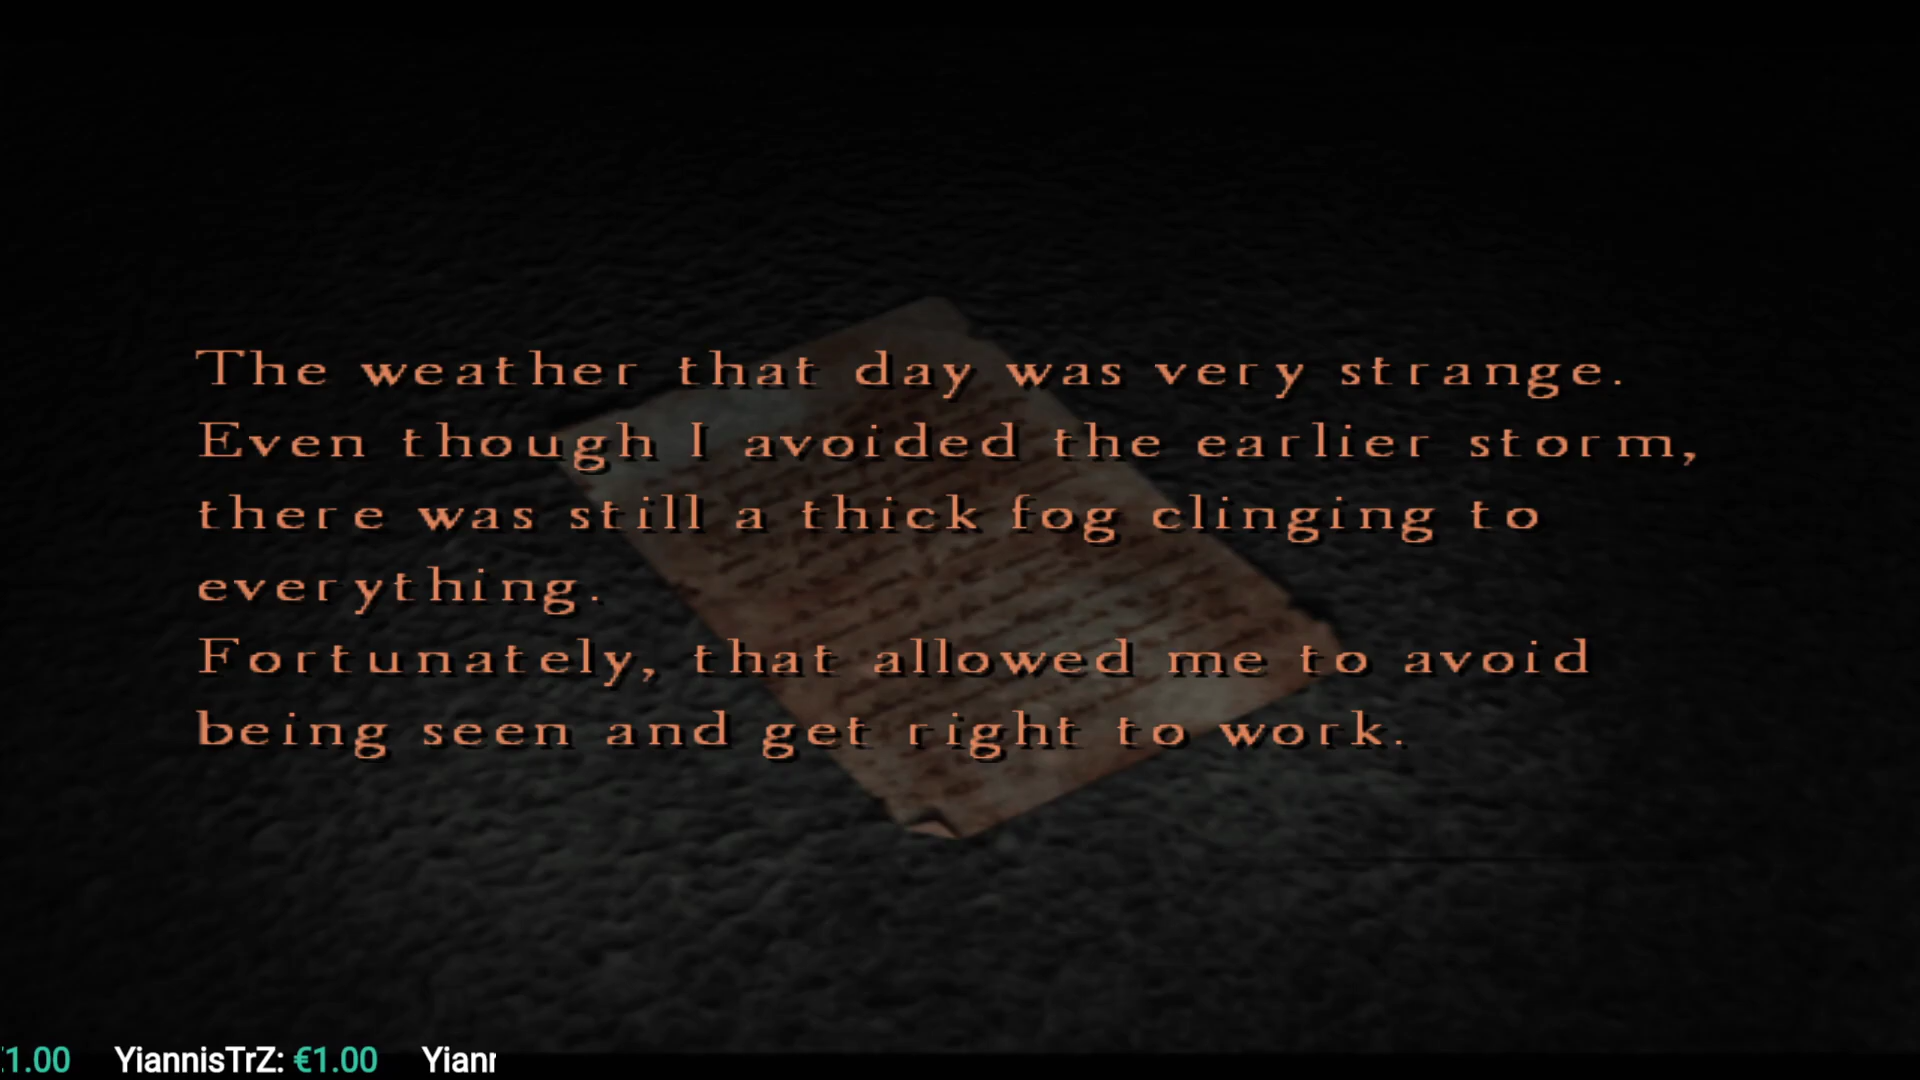 The weather that day was very strange.
Even though I avoided the earlier storm,
there was still a thick fog clinging to
everything.
Fortunately, that allowed me to avoid
being seen and get right to work.
1.00 YiannisTrZ: €1.00 Yiann